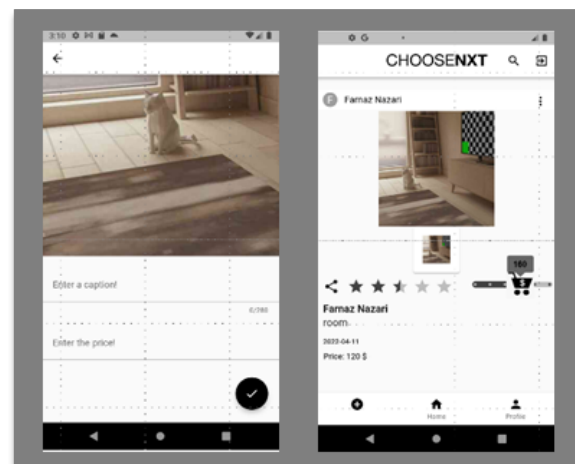 3:10
Enter a caption!
0/280
Enter the price!
CHOOSENXT
F Farnaz Nazari
160
$
Farnaz Nazari
room
2022-04-11
Price: 120 $
Home Profile